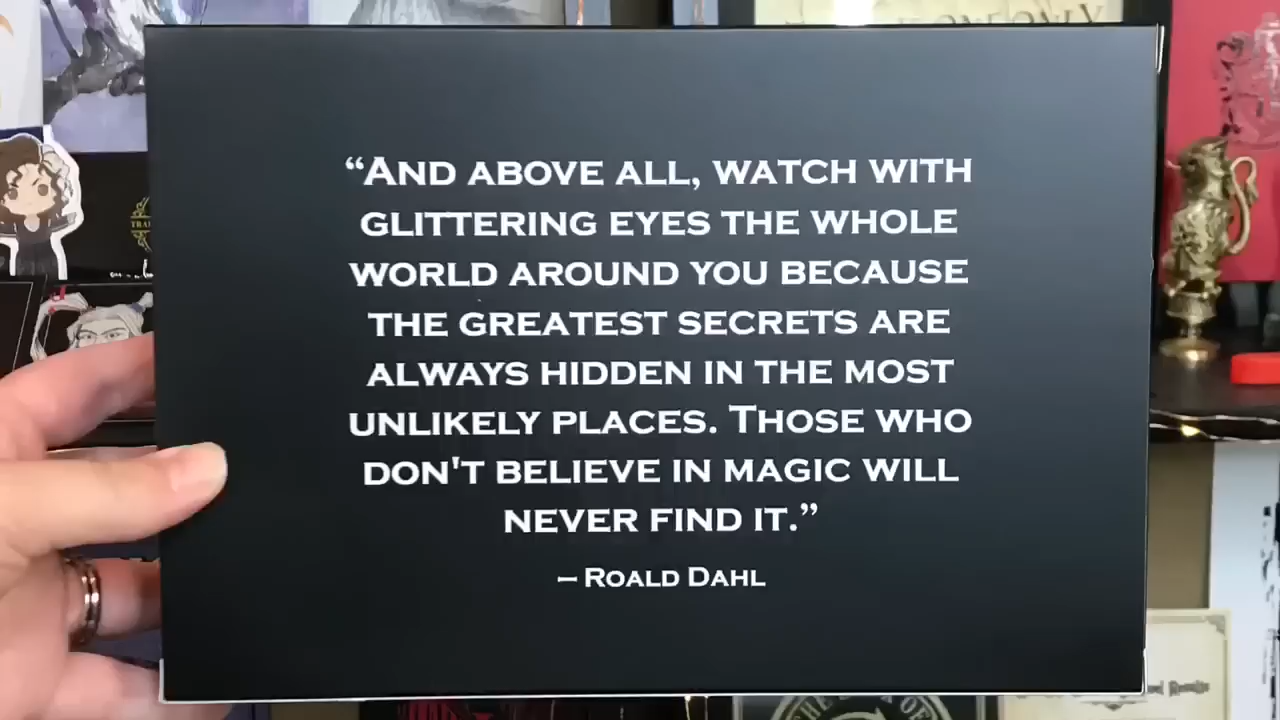 “AND ABOVE ALL, WATCH WITH
GLITTERING EYES THE WHOLE
WORLD AROUND YOU BECAUSE
THE GREATEST SECRETS ARE
ALWAYS HIDDEN IN THE MOST
UNLIKELY PLACES. THOSE WHO
DON'T BELIEVE IN MAGIC WILL
NEVER FIND IT.”
– ROALD DAHL